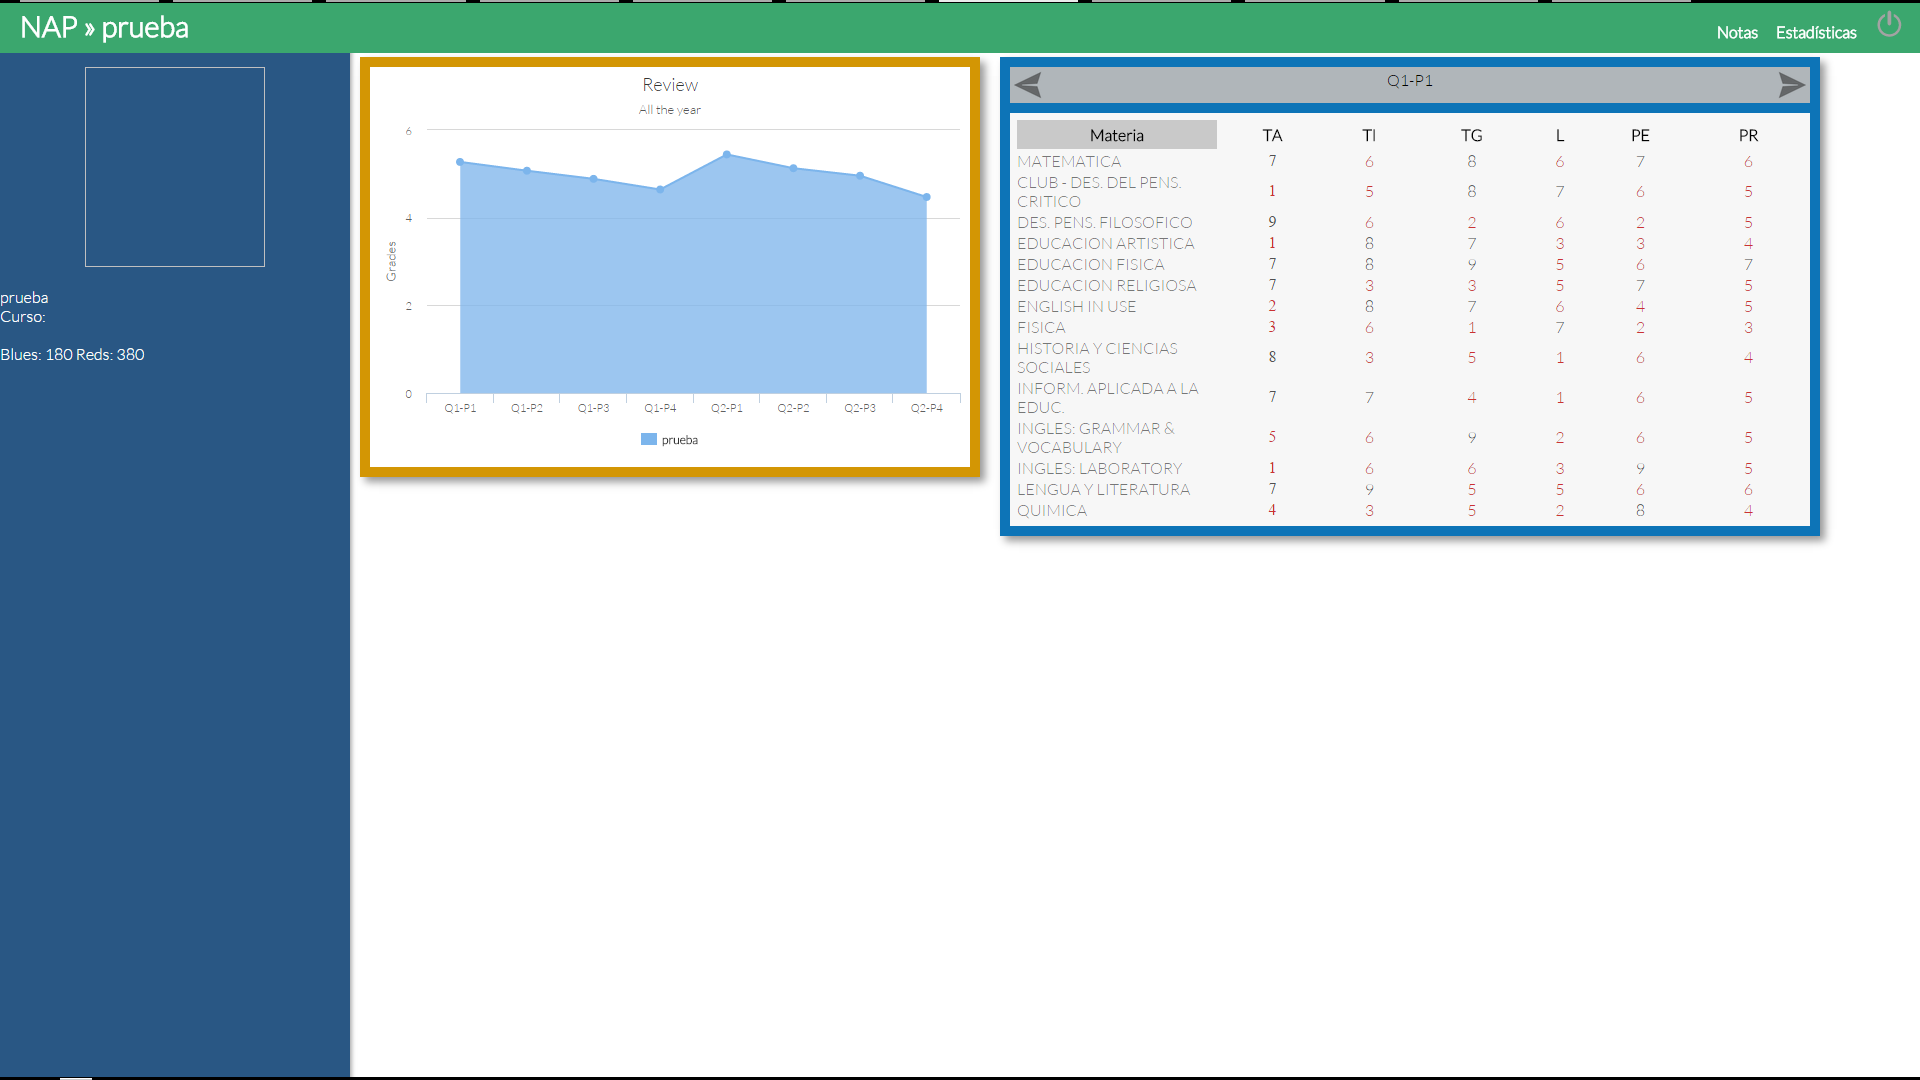 NAP » prueba
Notas Estadísticas
prueba
Curso:
Blues: 180 Reds: 380
Review
All the year
Grades
6
4
2
0
Q1-P1 Q1-P2 Q1-P3 Q1-P4 Q2-P1 Q2-P2 Q2-P3 Q2-P4
prueba
Q1-P1
Materia TA TI TG L PE PR
MATEMATICA 7 6 8 6 7 6
CLUB - DES. DEL PENS.
CRITICO 1 5 8 7 6 5
DES. PENS. FILOSOFICO 9 6 2 6 2 5
EDUCACION ARTISTICA 1 8 7 3 3 4
EDUCACION FISICA 7 8 9 5 6 7
EDUCACION RELIGIOSA 7 3 3 5 7 5
ENGLISH IN USE 2 8 7 6 4 5
FISICA 3 6 1 7 2 3
HISTORIA Y CIENCIAS
SOCIALES 8 3 5 1 6 4
INFORM. APLICADA A LA
EDUC. 7 7 4 1 6 5
INGLES: GRAMMAR &
VOCABULARY 5 6 9 2 6 5
INGLES: LABORATORY 1 6 6 3 9 5
LENGUA Y LITERATURA 7 9 5 5 6 6
QUIMICA 4 3 5 2 8 4